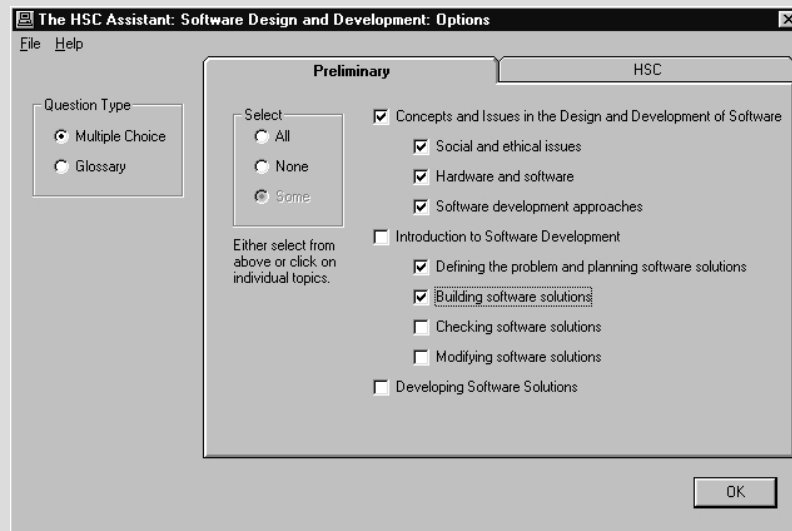 The HSC Assistant: Software Design and Development: Options
File Help
Preliminary
HSC
Question Type
Multiple Choice
Glossary
Select
All
None
Some
Either select from
above or click on
individual topics.
Concepts and Issues in the Design and Development of Software
Social and ethical issues
Hardware and software
Software development approaches
Introduction to Software Development
Defining the problem and planning software solutions
Building software solutions
Checking software solutions
Modifying software solutions
Developing Software Solutions
OK